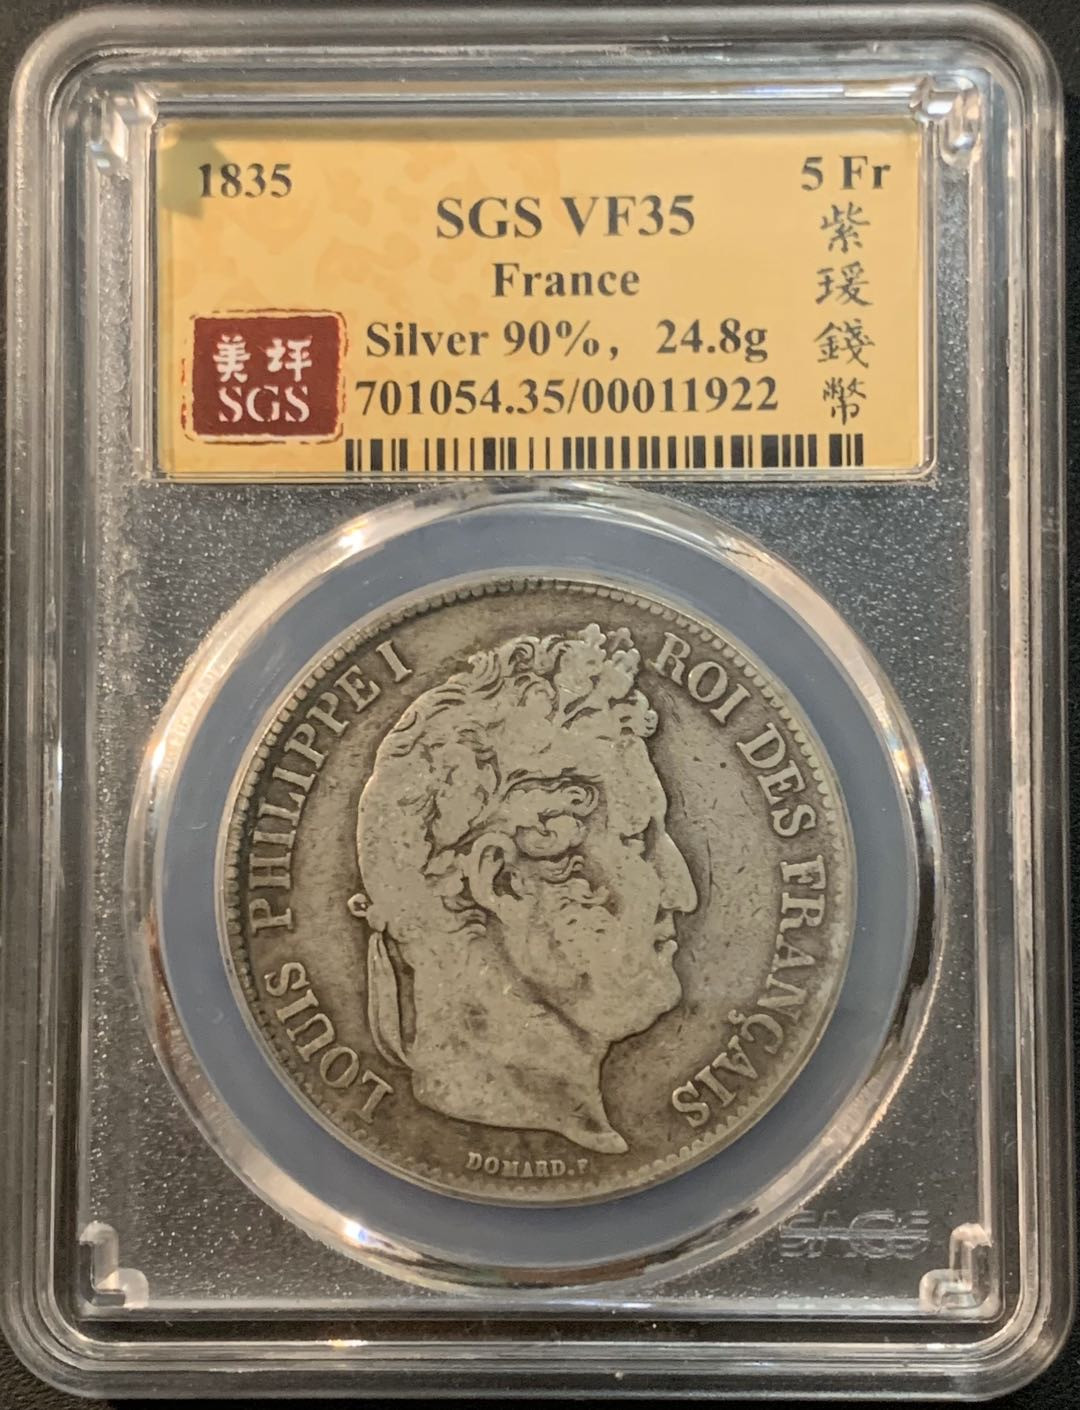 1835
5 Fr
SGS VF35
France
Silver 90%, 24.8g
701054.35/00011922
紫瑗錢幣
美評
SGS
LOUIS PHILIPPE I ROI DES FRANÇAIS
DOMARD.F